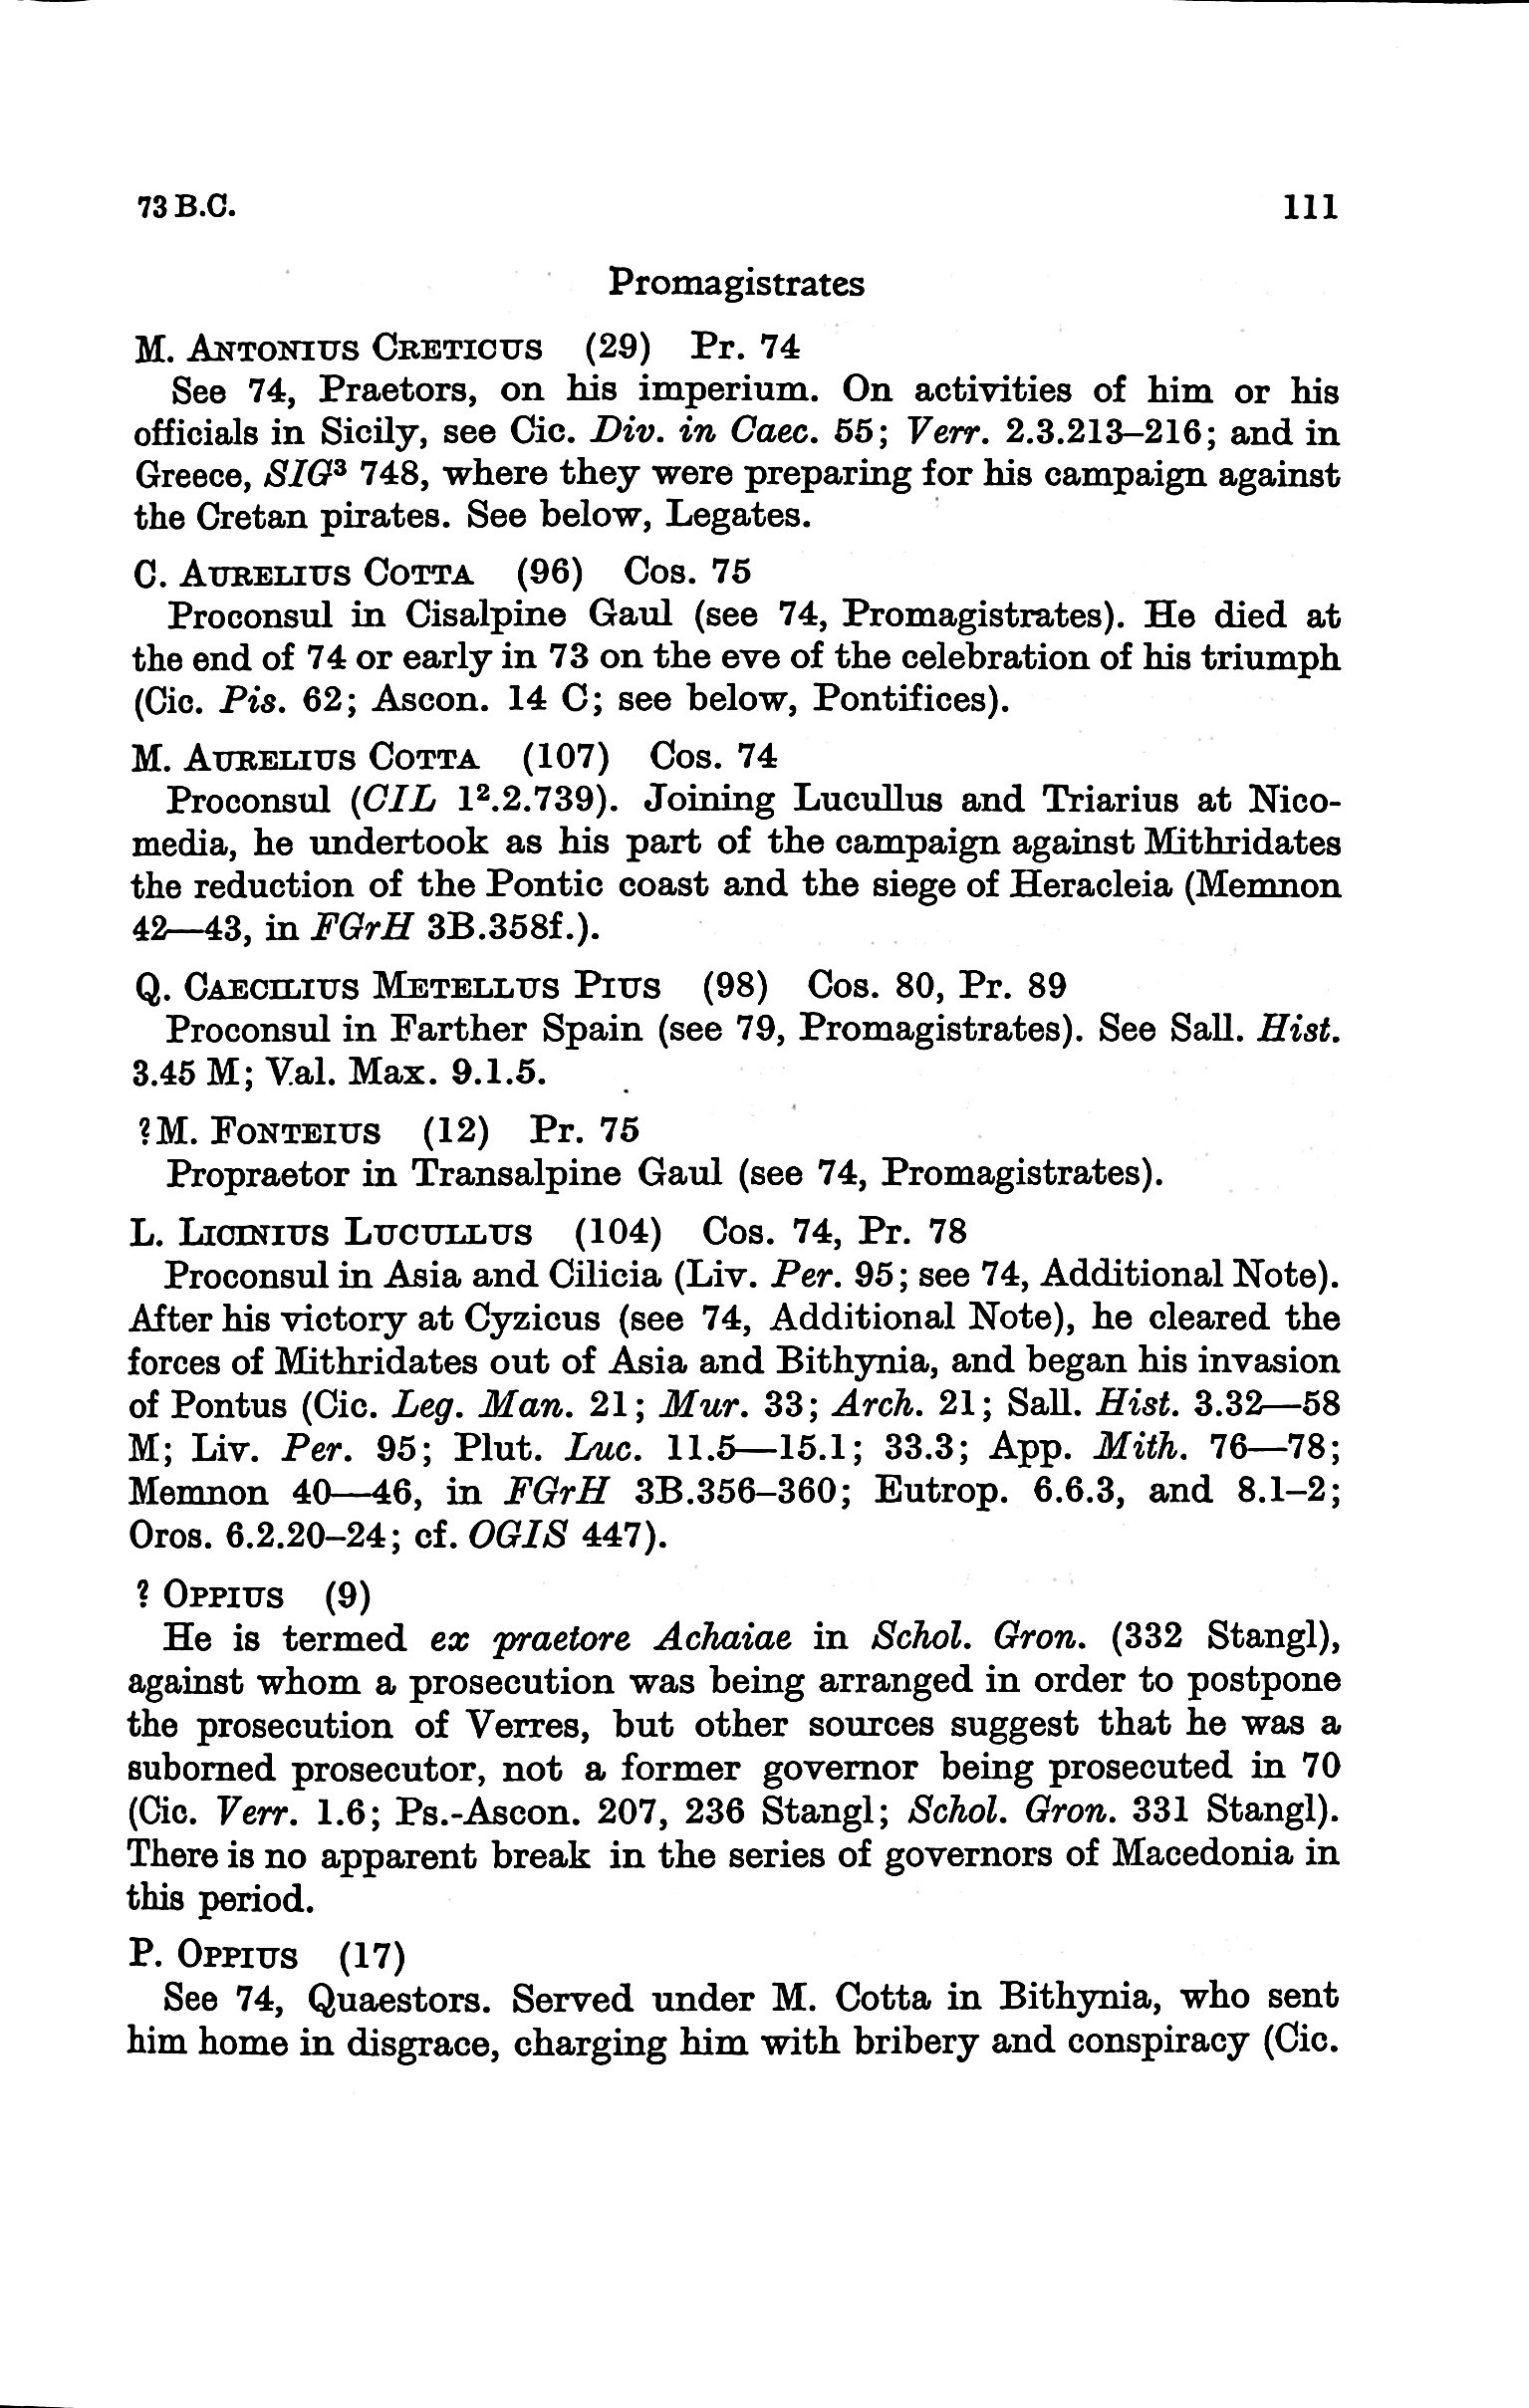 73 B.C. 111
Promagistrates
M. ANTONIUS CRETICUS (29) Pr. 74
See 74, Praetors, on his imperium. On activities of him or his
officials in Sicily, see Cic. Div. in Caec. 55; Verr. 2.3.213–216; and in
Greece, SIG³ 748, where they were preparing for his campaign against
the Cretan pirates. See below, Legates.
C. AURELIUS COTTA (96) Cos. 75
Proconsul in Cisalpine Gaul (see 74, Promagistrates). He died at
the end of 74 or early in 73 on the eve of the celebration of his triumph
(Cic. Pis. 62; Ascon. 14 C; see below, Pontifices).
M. AURELIUS COTTA (107) Cos. 74
Proconsul (CIL 1².2.739). Joining Lucullus and Triarius at Nico-
media, he undertook as his part of the campaign against Mithridates
the reduction of the Pontic coast and the siege of Heracleia (Memnon
42—43, in FGrH 3B.358f.).
Q. CAECILIUS METELLUS PIUS (98) Cos. 80, Pr. 89
Proconsul in Farther Spain (see 79, Promagistrates). See Sall. Hist.
3.45 M; Val. Max. 9.1.5.
?M. FONTEIUS (12) Pr. 75
Propraetor in Transalpine Gaul (see 74, Promagistrates).
L. LICINIUS LUCULLUS (104) Cos. 74, Pr. 78
Proconsul in Asia and Cilicia (Liv. Per. 95; see 74, Additional Note).
After his victory at Cyzicus (see 74, Additional Note), he cleared the
forces of Mithridates out of Asia and Bithynia, and began his invasion
of Pontus (Cic. Leg. Man. 21; Mur. 33; Arch. 21; Sall. Hist. 3.32—58
M; Liv. Per. 95; Plut. Luc. 11.5—15.1; 33.3; App. Mith. 76—78;
Memnon 40—46, in FGrH 3B.356–360; Eutrop. 6.6.3, and 8.1–2;
Oros. 6.2.20–24; cf. OGIS 447).
? OPPIUS (9)
He is termed ex praetore Achaiae in Schol. Gron. (332 Stangl),
against whom a prosecution was being arranged in order to postpone
the prosecution of Verres, but other sources suggest that he was a
suborned prosecutor, not a former governor being prosecuted in 70
(Cic. Verr. 1.6; Ps.-Ascon. 207, 236 Stangl; Schol. Gron. 331 Stangl).
There is no apparent break in the series of governors of Macedonia in
this period.
P. OPPIUS (17)
See 74, Quaestors. Served under M. Cotta in Bithynia, who sent
him home in disgrace, charging him with bribery and conspiracy (Cic.